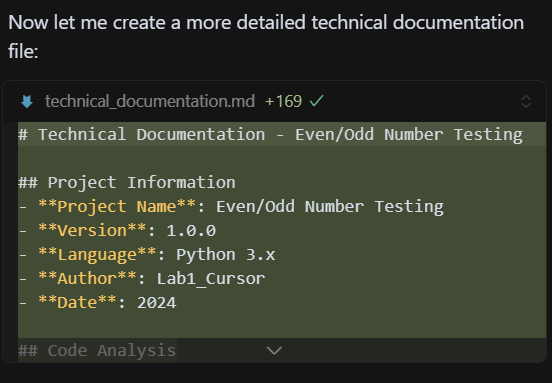 Now let me create a more detailed technical documentation
file:
technical_documentation.md +169
# Technical Documentation - Even/Odd Number Testing
## Project Information
- **Project Name**: Even/Odd Number Testing
- **Version**: 1.0.0
- **Language**: Python 3.x
- **Author**: Lab1_Cursor
- **Date**: 2024
## Code Analysis